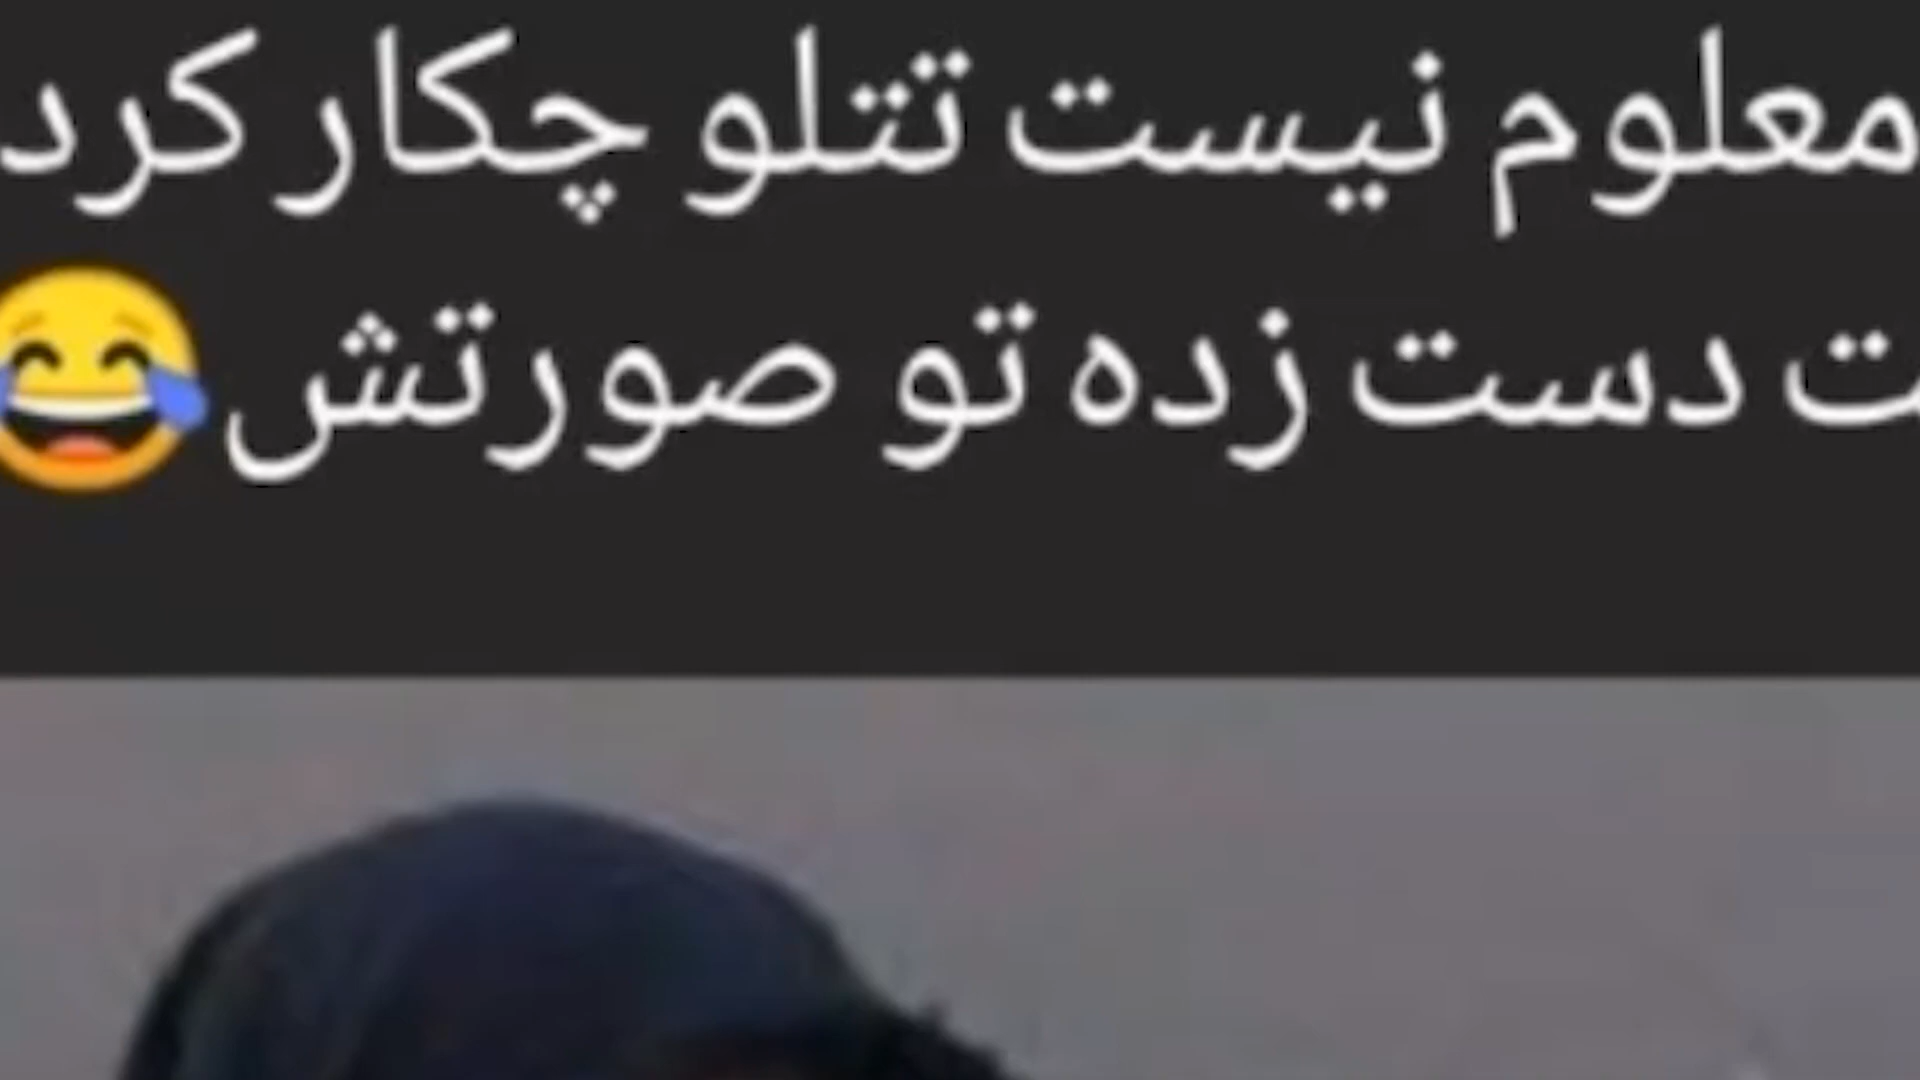 معلوم نیست تتلو چکار کرد
دست زده تو صورتش😂